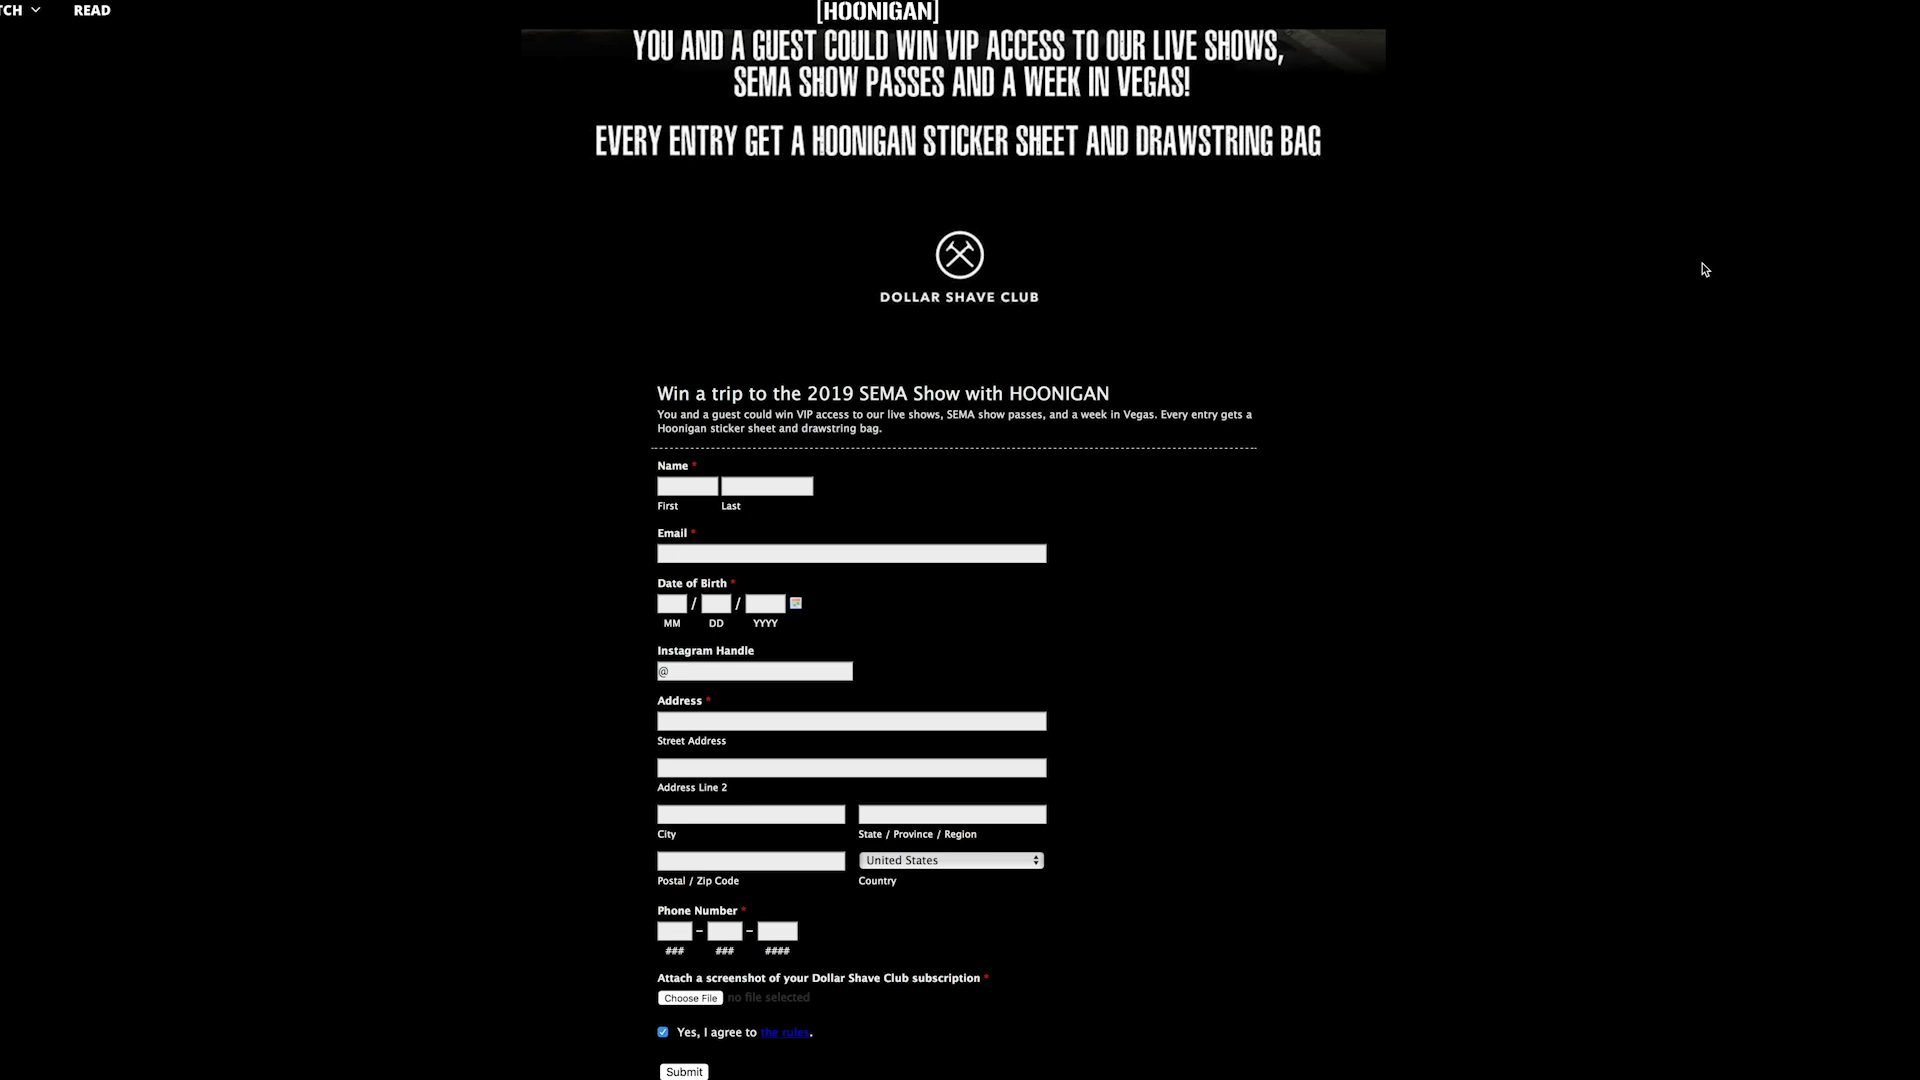 TCH READ [HOONIGAN]
YOU AND A GUEST COULD WIN VIP ACCESS TO OUR LIVE SHOWS,
SEMA SHOW PASSES AND A WEEK IN VEGAS!
EVERY ENTRY GET A HOONIGAN STICKER SHEET AND DRAWSTRING BAG
DOLLAR SHAVE CLUB
Win a trip to the 2019 SEMA Show with HOONIGAN
You and a guest could win VIP access to our live shows, SEMA show passes, and a week in Vegas. Every entry gets a
Hoonigan sticker sheet and drawstring bag.
Name *
First Last
Email *
Date of Birth *
/ /
MM DD YYYY
Instagram Handle
@
Address *
Street Address
Address Line 2
City State / Province / Region
United States
Postal / Zip Code Country
Phone Number *
- -
### ### ####
Attach a screenshot of your Dollar Shave Club subscription *
Choose File no file selected
Yes, I agree to the rules.
Submit